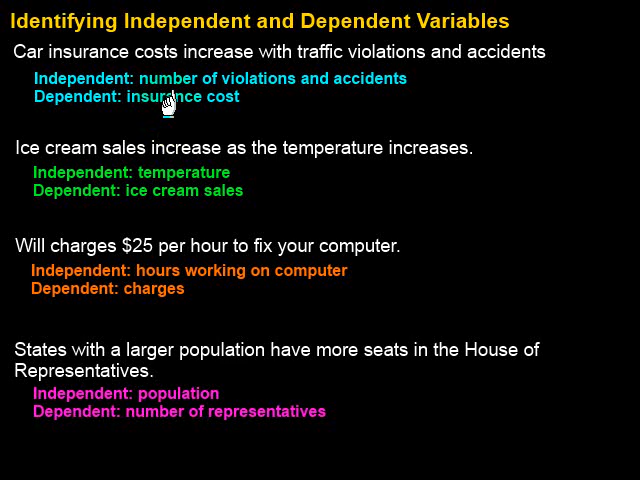 Identifying Independent and Dependent Variables
Car insurance costs increase with traffic violations and accidents
Independent: number of violations and accidents
Dependent: insurance cost
Ice cream sales increase as the temperature increases.
Independent: temperature
Dependent: ice cream sales
Will charges $25 per hour to fix your computer.
Independent: hours working on computer
Dependent: charges
States with a larger population have more seats in the House of
Representatives.
Independent: population
Dependent: number of representatives